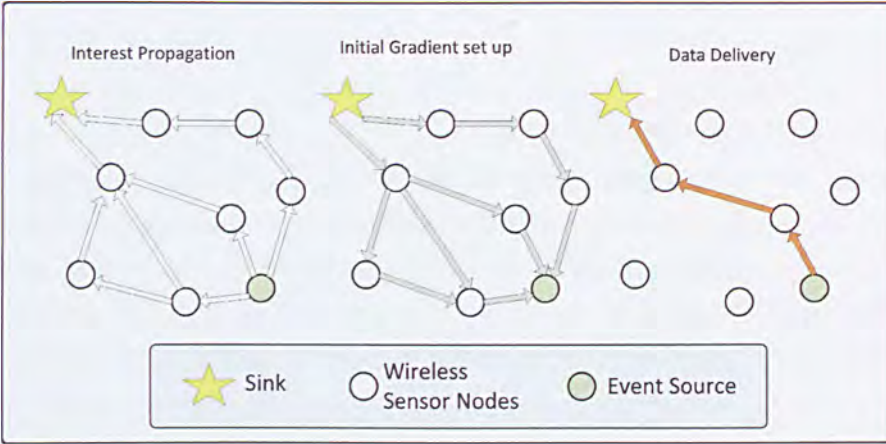 Interest Propagation
Initial Gradient set up
Data Delivery
Sink
Wireless
Sensor Nodes
Event Source